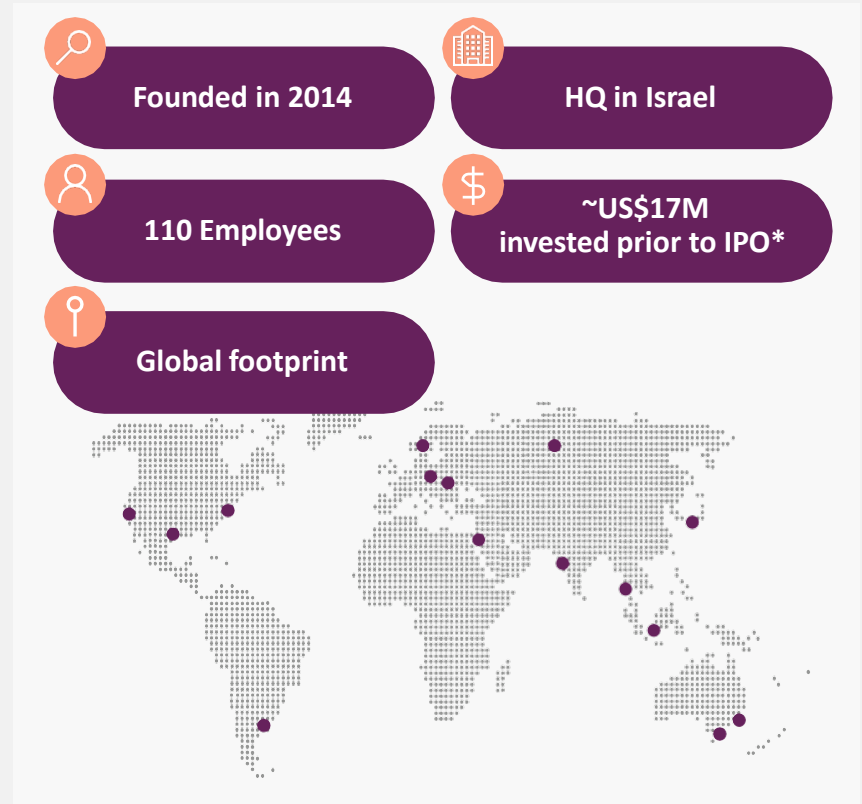 Founded in 2014
HQ in Israel
110 Employees
~US$17M
invested prior to IPO*
Global footprint